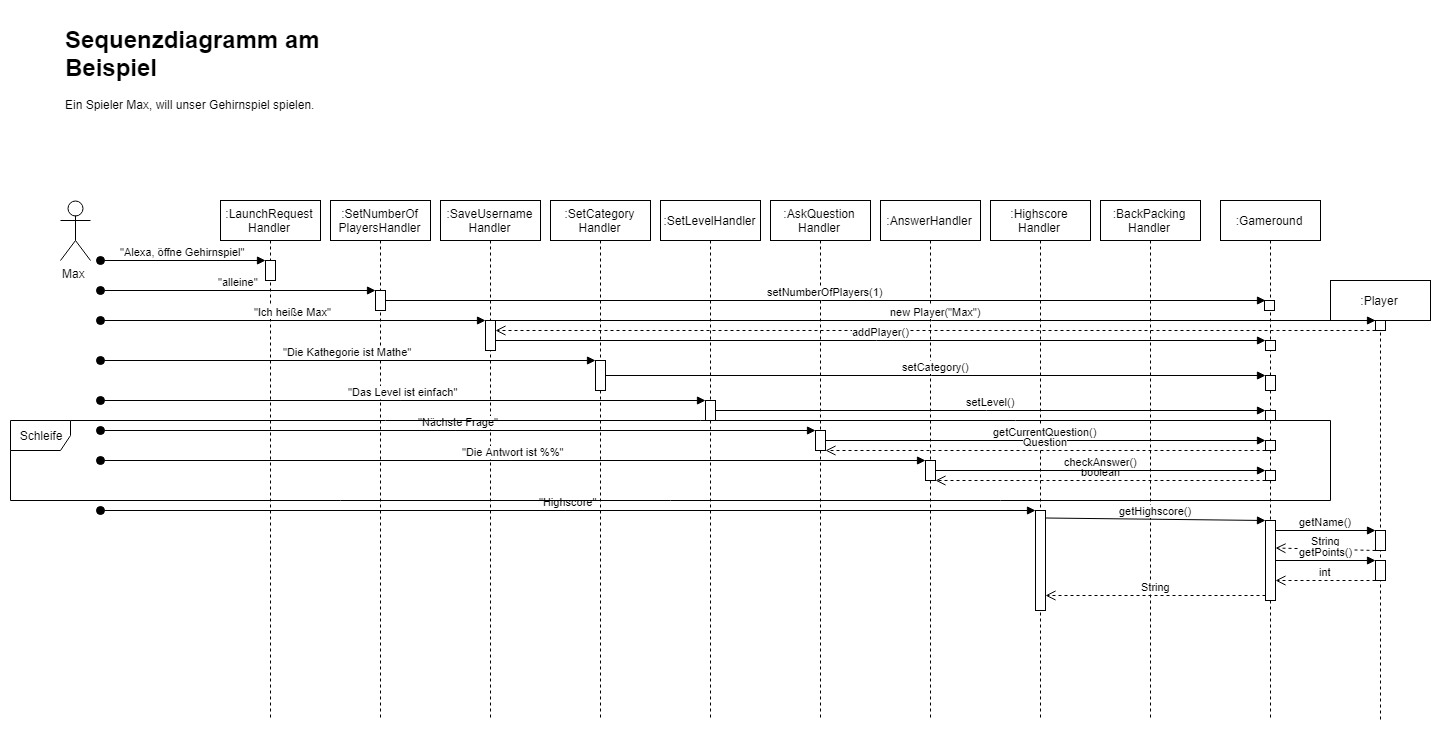 Sequenzdiagramm am
Beispiel
Ein Spieler Max, will unser Gehirnspiel spielen.
:LaunchRequest
Handler
:SetNumberOf
PlayersHandler
:SaveUsername
Handler
:SetCategory
Handler
:SetLevelHandler
:AskQuestion
Handler
:AnswerHandler
:Highscore
Handler
:BackPacking
Handler
:Gameround
Max
"Alexa, öffne Gehirnspiel"
"alleine"
setNumberOfPlayers(1)
:Player
"Ich heiße Max"
new Player("Max")
addPlayer()
"Die Kathegorie ist Mathe"
setCategory()
"Das Level ist einfach"
setLevel()
Schleife
"Nächste Frage"
getCurrentQuestion()
Question
"Die Antwort ist %%"
checkAnswer()
boolean
"Highscore"
getHighscore()
getName()
String
getPoints()
int
String